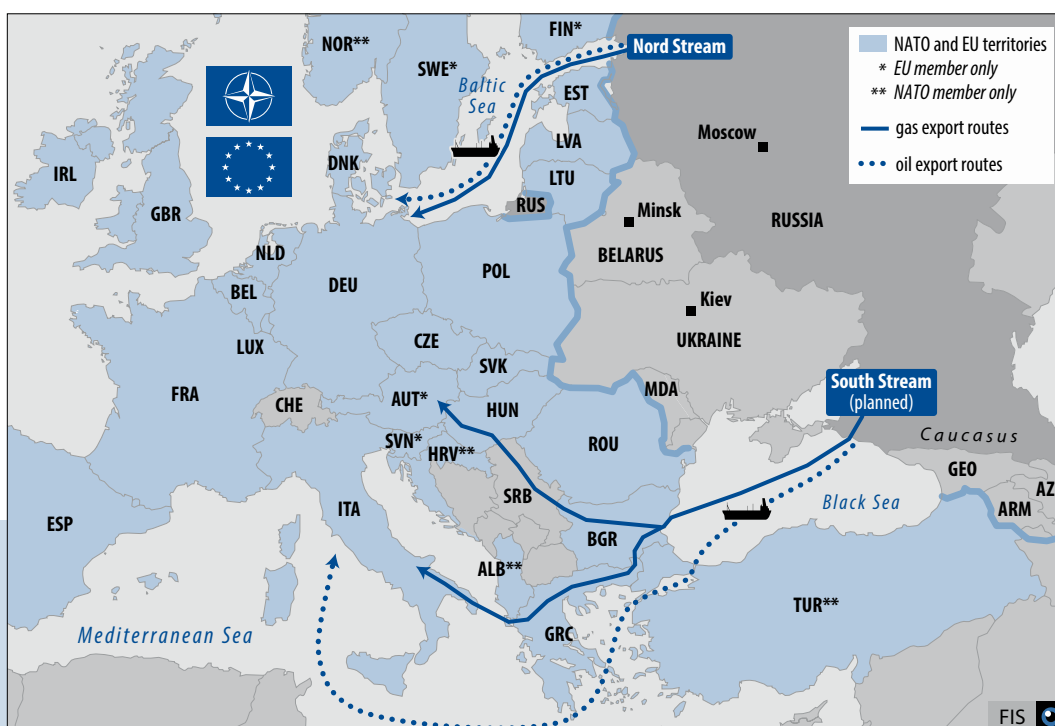 NOR**
FIN*
Nord Stream
NATO and EU territories
* EU member only
** NATO member only
gas export routes
oil export routes
SWE*
Baltic
Sea
EST
Moscow
LVA
DNK
IRL
LTU
RUS
GBR
Minsk
RUSSIA
NLD
BELARUS
POL
BEL
DEU
Kiev
UKRAINE
CZE
LUX
SVK
South Stream
(planned)
MDA
FRA
AUT*
CHE
HUN
Caucasus
SVN*
HRV**
ROU
GEO
AZ
SRB
Black Sea
ARM
ITA
ESP
BGR
ALB**
TUR**
Mediterranean Sea
GRC
FIS